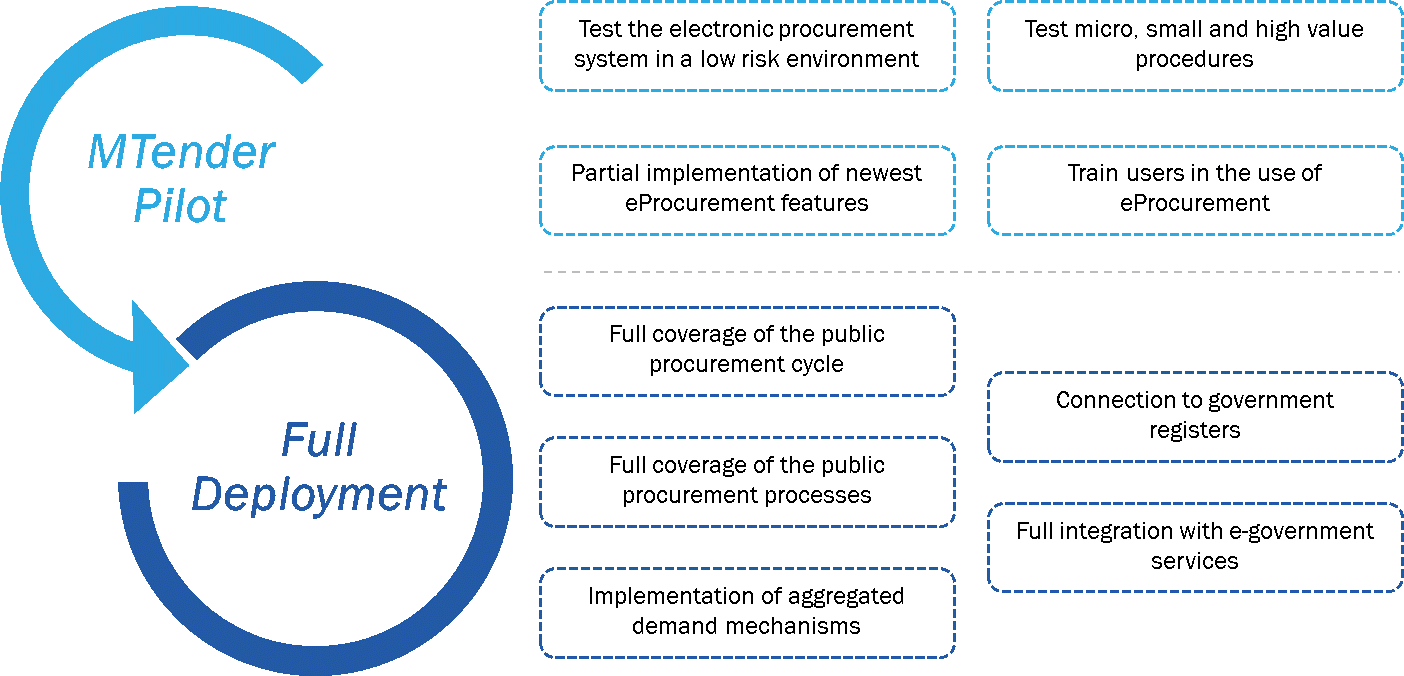 MTender
Pilot
Test the electronic procurement
system in a low risk environment
Test micro, small and high value
procedures
Partial implementation of newest
eProcurement features
Train users in the use of
eProcurement
Full
Deployment
Full coverage of the public
procurement cycle
Full coverage of the public
procurement processes
Implementation of aggregated
demand mechanisms
Connection to government
registers
Full integration with e-government
services